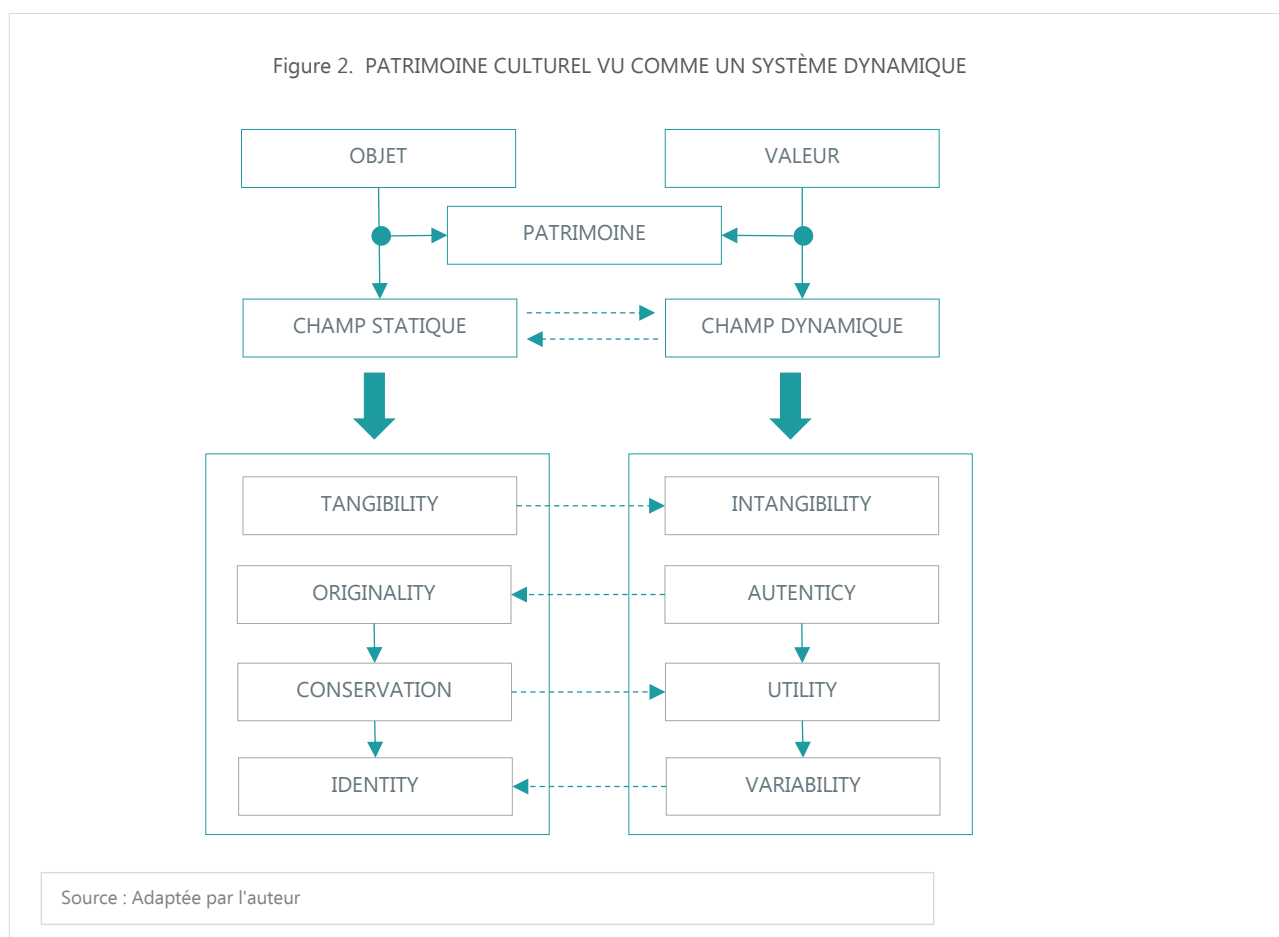 Figure 2. PATRIMOINE CULTUREL VU COMME UN SYSTÈME DYNAMIQUE
OBJET
VALEUR
PATRIMOINE
CHAMP STATIQUE
CHAMP DYNAMIQUE
TANGIBILITY
INTANGIBILITY
ORIGINALITY
AUTENTICY
CONSERVATION
UTILITY
IDENTITY
VARIABILITY
Source : Adaptée par l'auteur